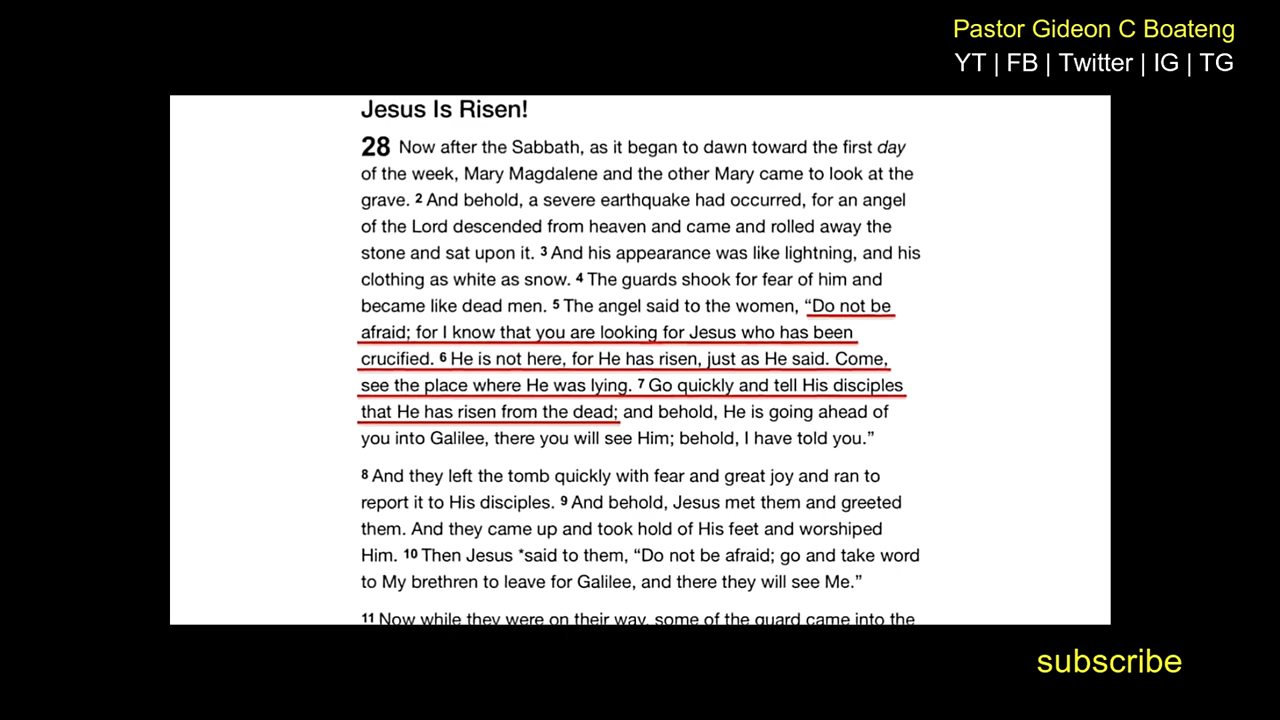 Pastor Gideon C Boateng
YT | FB | Twitter | IG | TG
Jesus Is Risen!
28 Now after the Sabbath, as it began to dawn toward the first day
of the week, Mary Magdalene and the other Mary came to look at the
grave. 2 And behold, a severe earthquake had occurred, for an angel
of the Lord descended from heaven and came and rolled away the
stone and sat upon it. 3 And his appearance was like lightning, and his
clothing as white as snow. 4 The guards shook for fear of him and
became like dead men. 5 The angel said to the women, “Do not be
afraid; for I know that you are looking for Jesus who has been
crucified. 6 He is not here, for He has risen, just as He said. Come,
see the place where He was lying. 7 Go quickly and tell His disciples
that He has risen from the dead; and behold, He is going ahead of
you into Galilee, there you will see Him; behold, I have told you.”
8 And they left the tomb quickly with fear and great joy and ran to
report it to His disciples. 9 And behold, Jesus met them and greeted
them. And they came up and took hold of His feet and worshiped
Him. 10 Then Jesus *said to them, “Do not be afraid; go and take word
to My brethren to leave for Galilee, and there they will see Me.”
11 Now while they were on their way, some of the guard came into the
subscribe